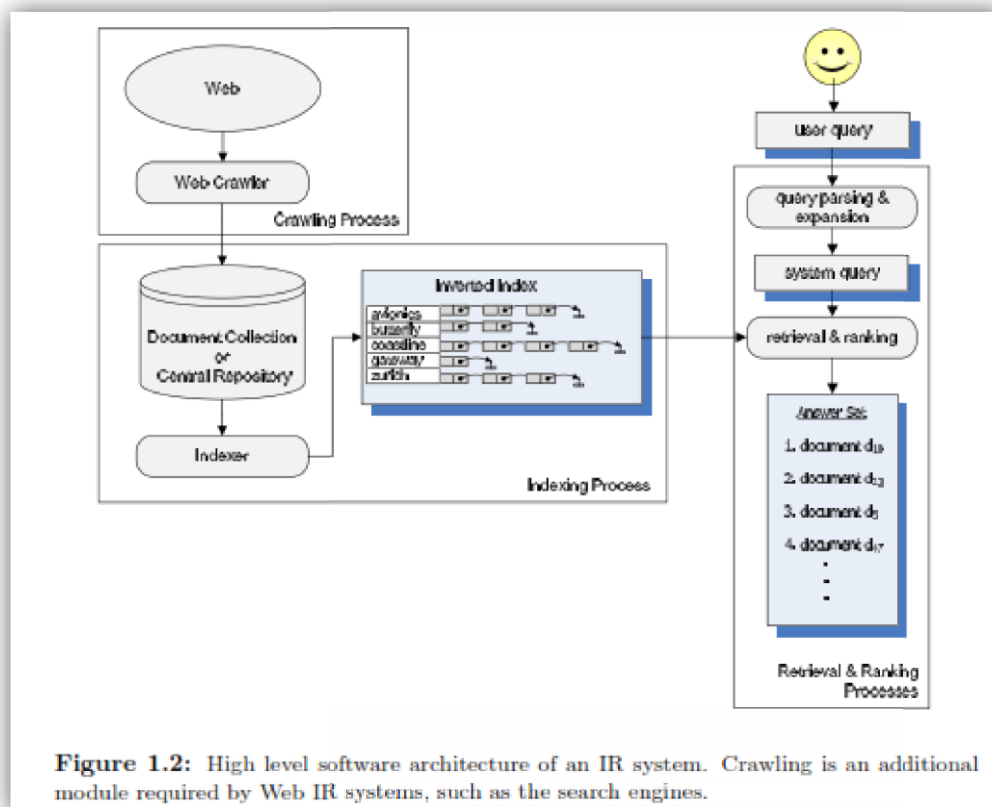 Web
Web Crawler
Crawling Process
Document Collection
or
Central Repository
Indexer
Inverted Index
avionics
butterfly
coastline
gateway
zurich
Indexing Process
user query
query parsing &
expansion
system query
retrieval & ranking
Answer Set
1. document d
2. document d
3. document d
4. document d
Retrieval & Ranking
Processes
Figure 1.2: High level software architecture of an IR system. Crawling is an additional
module required by Web IR systems, such as the search engines.